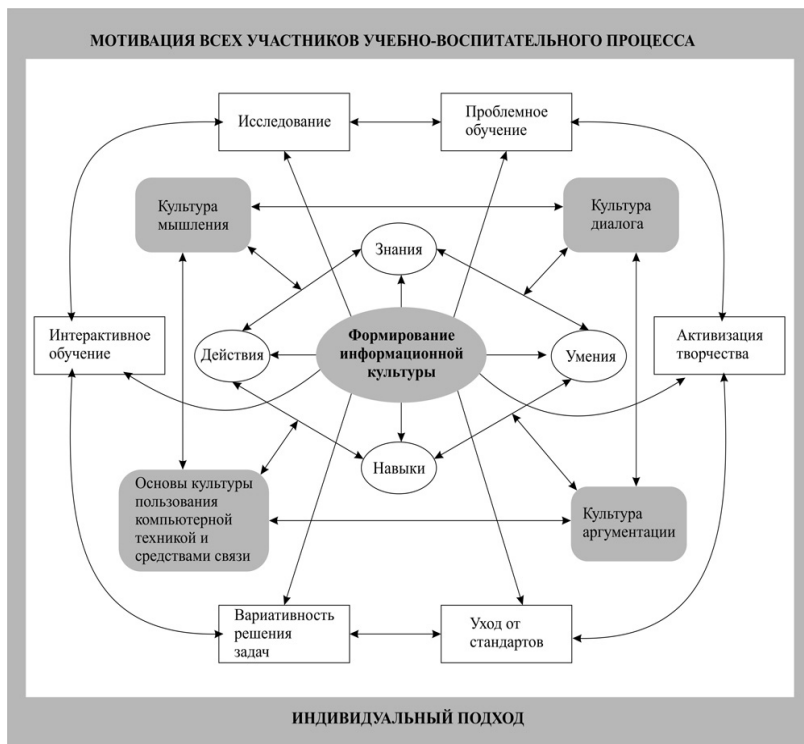 МОТИВАЦИЯ ВСЕХ УЧАСТНИКОВ УЧЕБНО-ВОСПИТАТЕЛЬНОГО ПРОЦЕССА
Исследование
Проблемное
обучение
Культура
мышления
Культура
диалога
Знания
Интерактивное
обучение
Действия
Формирование
информационной
культуры
Умения
Активизация
творчества
Навыки
Основы культуры
пользования
компьютерной
техникой и
средствами связи
Культура
аргументации
Вариативность
решения
задач
Уход от
стандартов
ИНДИВИДУАЛЬНЫЙ ПОДХОД